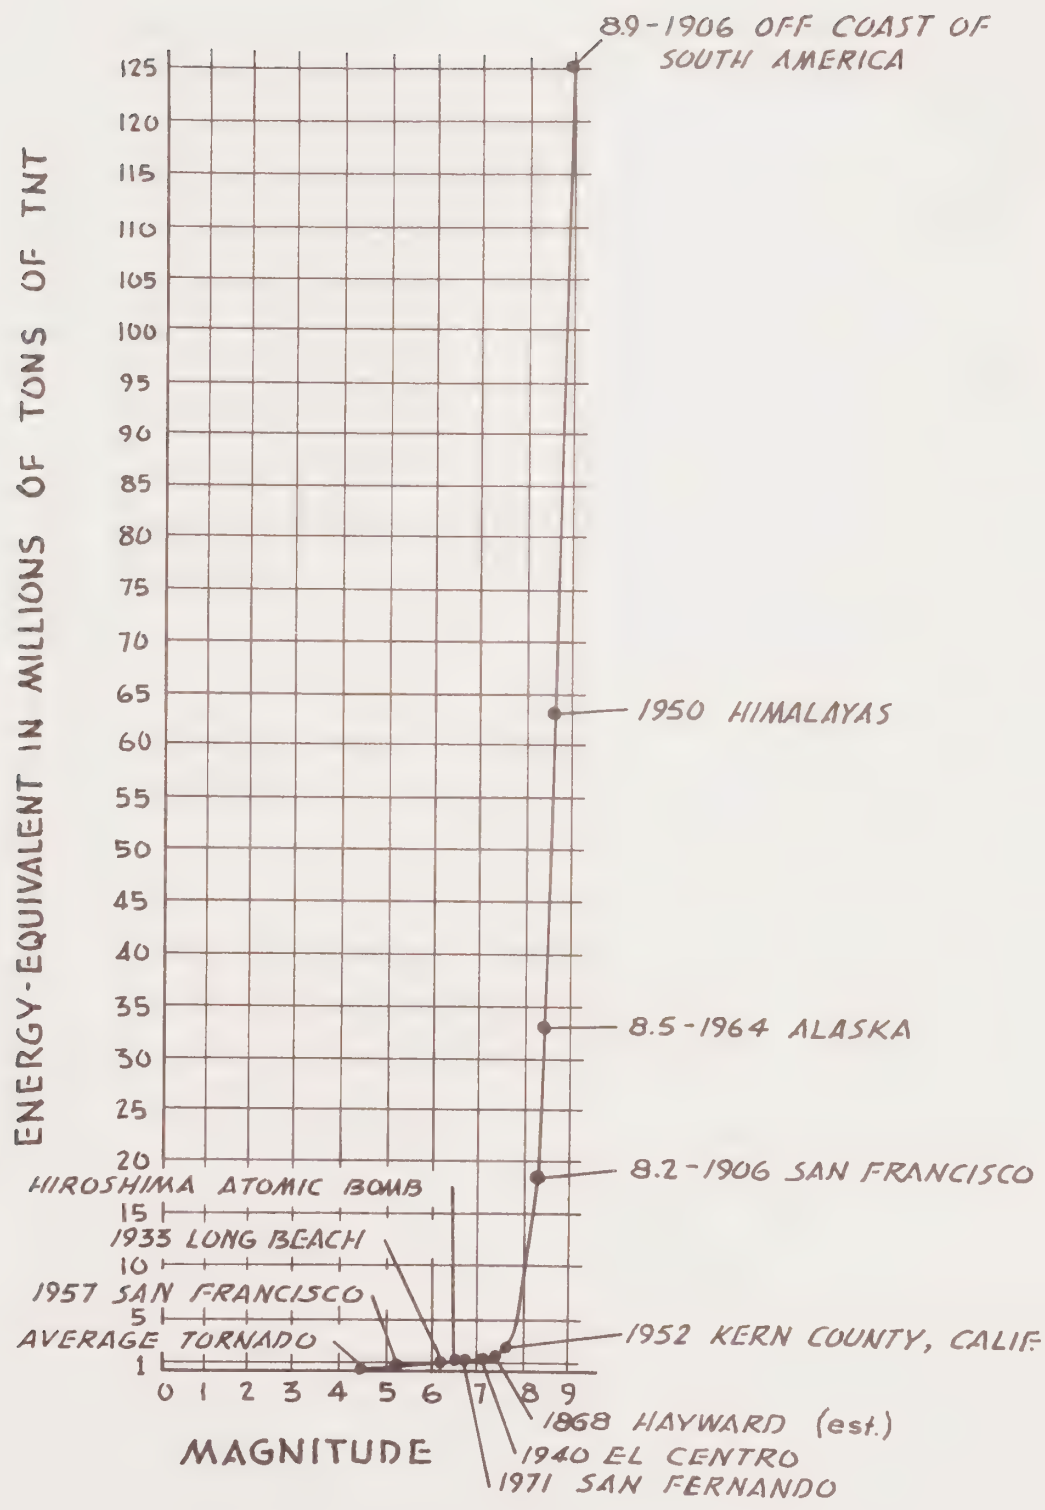 8.9-1906 OFF COAST OF
SOUTH AMERICA
ENERGY-EQUIVALENT IN MILLIONS OF TONS OF TNT
125
120
115
110
105
100
95
90
85
80
75
70
65
1950 HIMALAYAS
60
55
50
45
40
35
8.5-1964 ALASKA
30
25
20
8.2-1906 SAN FRANCISCO
HIROSHIMA ATOMIC BOMB
15
1933 LONG BEACH
10
1957 SAN FRANCISCO
5
AVERAGE TORNADO
1952 KERN COUNTY, CALIF.
1
0 1 2 3 4 5 6 7 8 9
1868 HAYWARD (est.)
MAGNITUDE
1940 EL CENTRO
1971 SAN FERNANDO